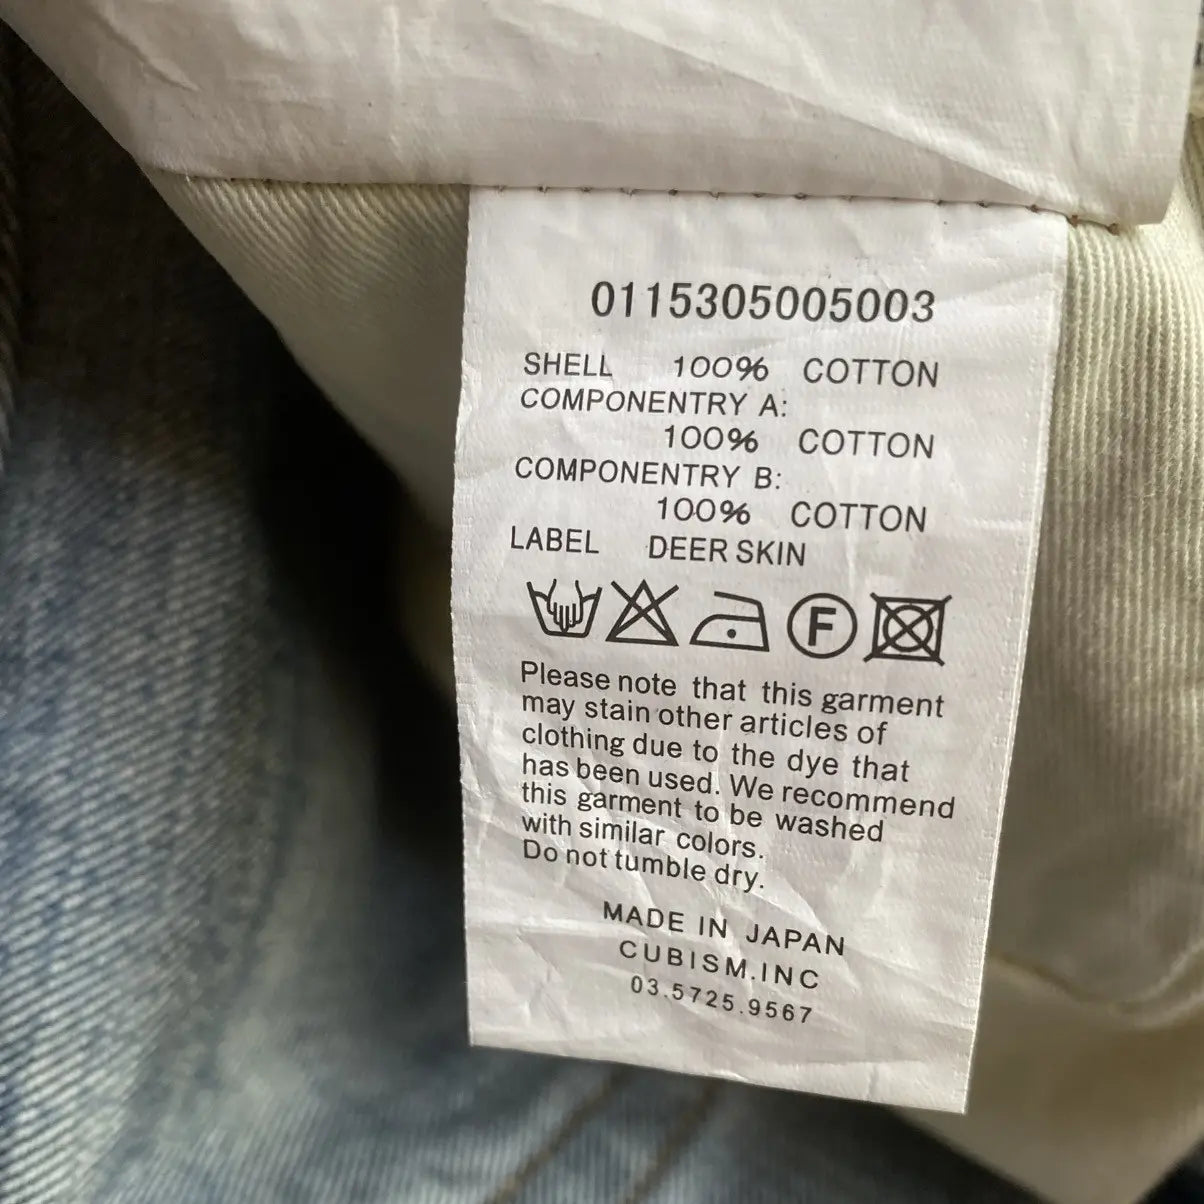 0115305005003
SHELL 100% COTTON
COMPONENTRY A:
100% COTTON
COMPONENTRY B:
100% COTTON
LABEL DEER SKIN
F
Please note that this garment
may stain other articles of
clothing due to the dye that
has been used. We recommend
this garment to be washed
with similar colors.
Do not tumble dry.
MADE IN JAPAN
CUBISM.INC
03.5725.9567